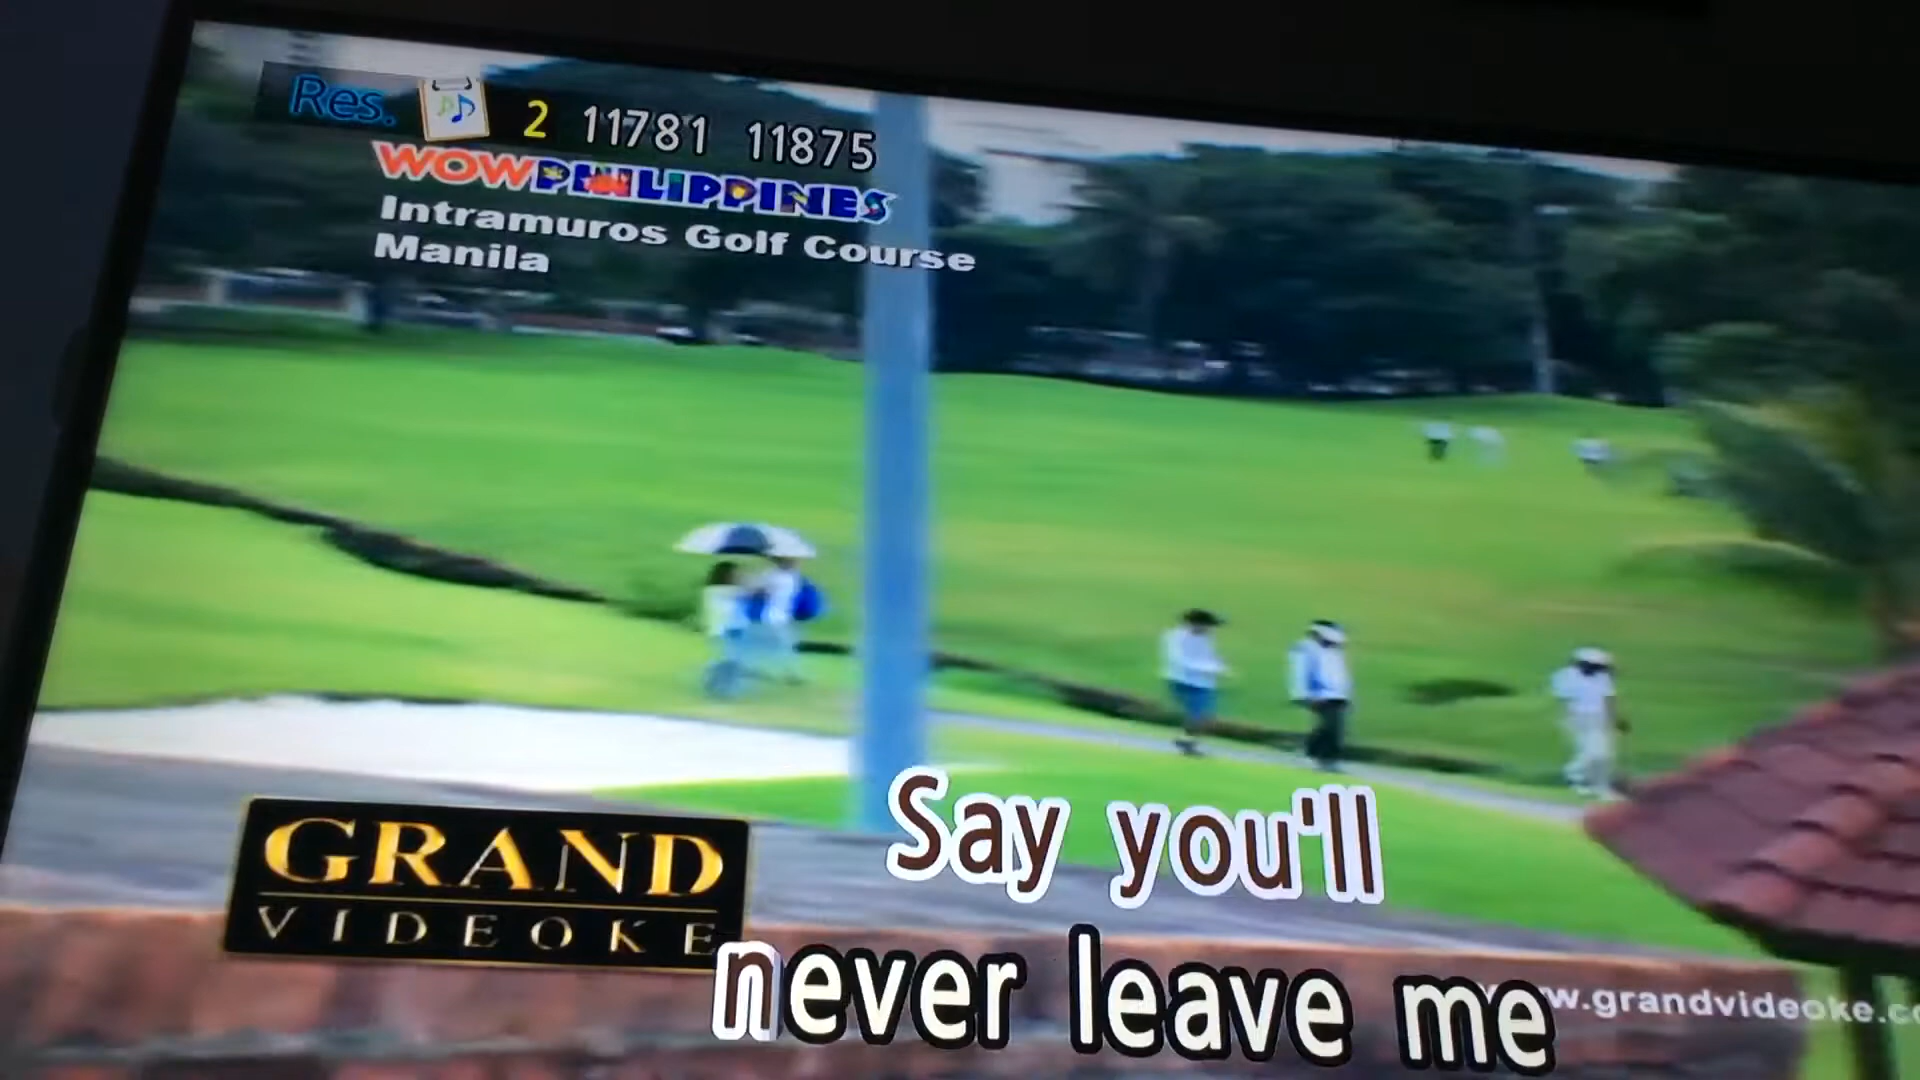 Res. 2 11781 11875
WOW PHILIPPINES
Intramuros Golf Course
Manila
GRAND
VIDEOKE
Say you'll
never leave me